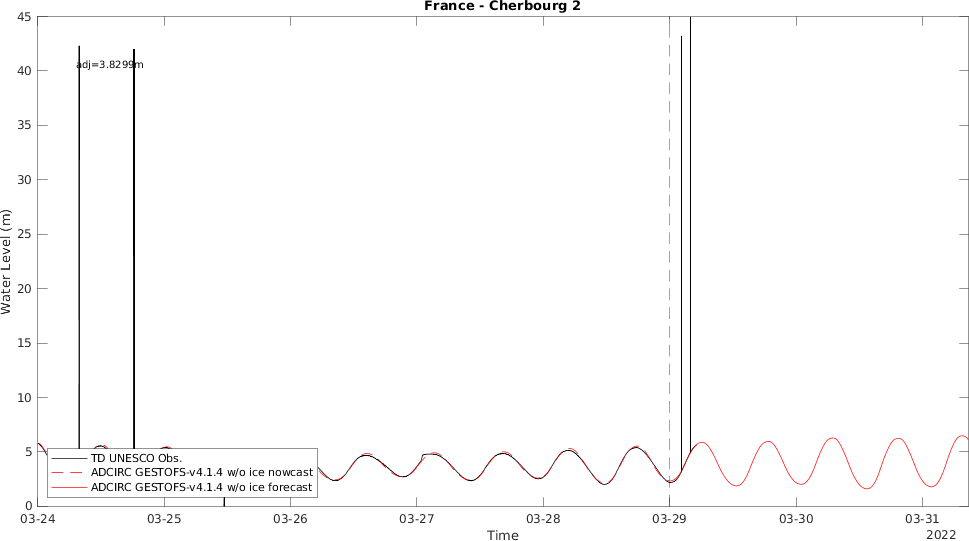 France - Cherbourg 2
45
40
35
30
25
20
15
10
5
0
Water Level (m)
adj=3.8299m
TD UNESCO Obs.
ADCIRC GESTOFS-v4.1.4 w/o ice nowcast
ADCIRC GESTOFS-v4.1.4 w/o ice forecast
03-24 03-25 03-26 03-27 03-28 03-29 03-30 03-31
Time
2022